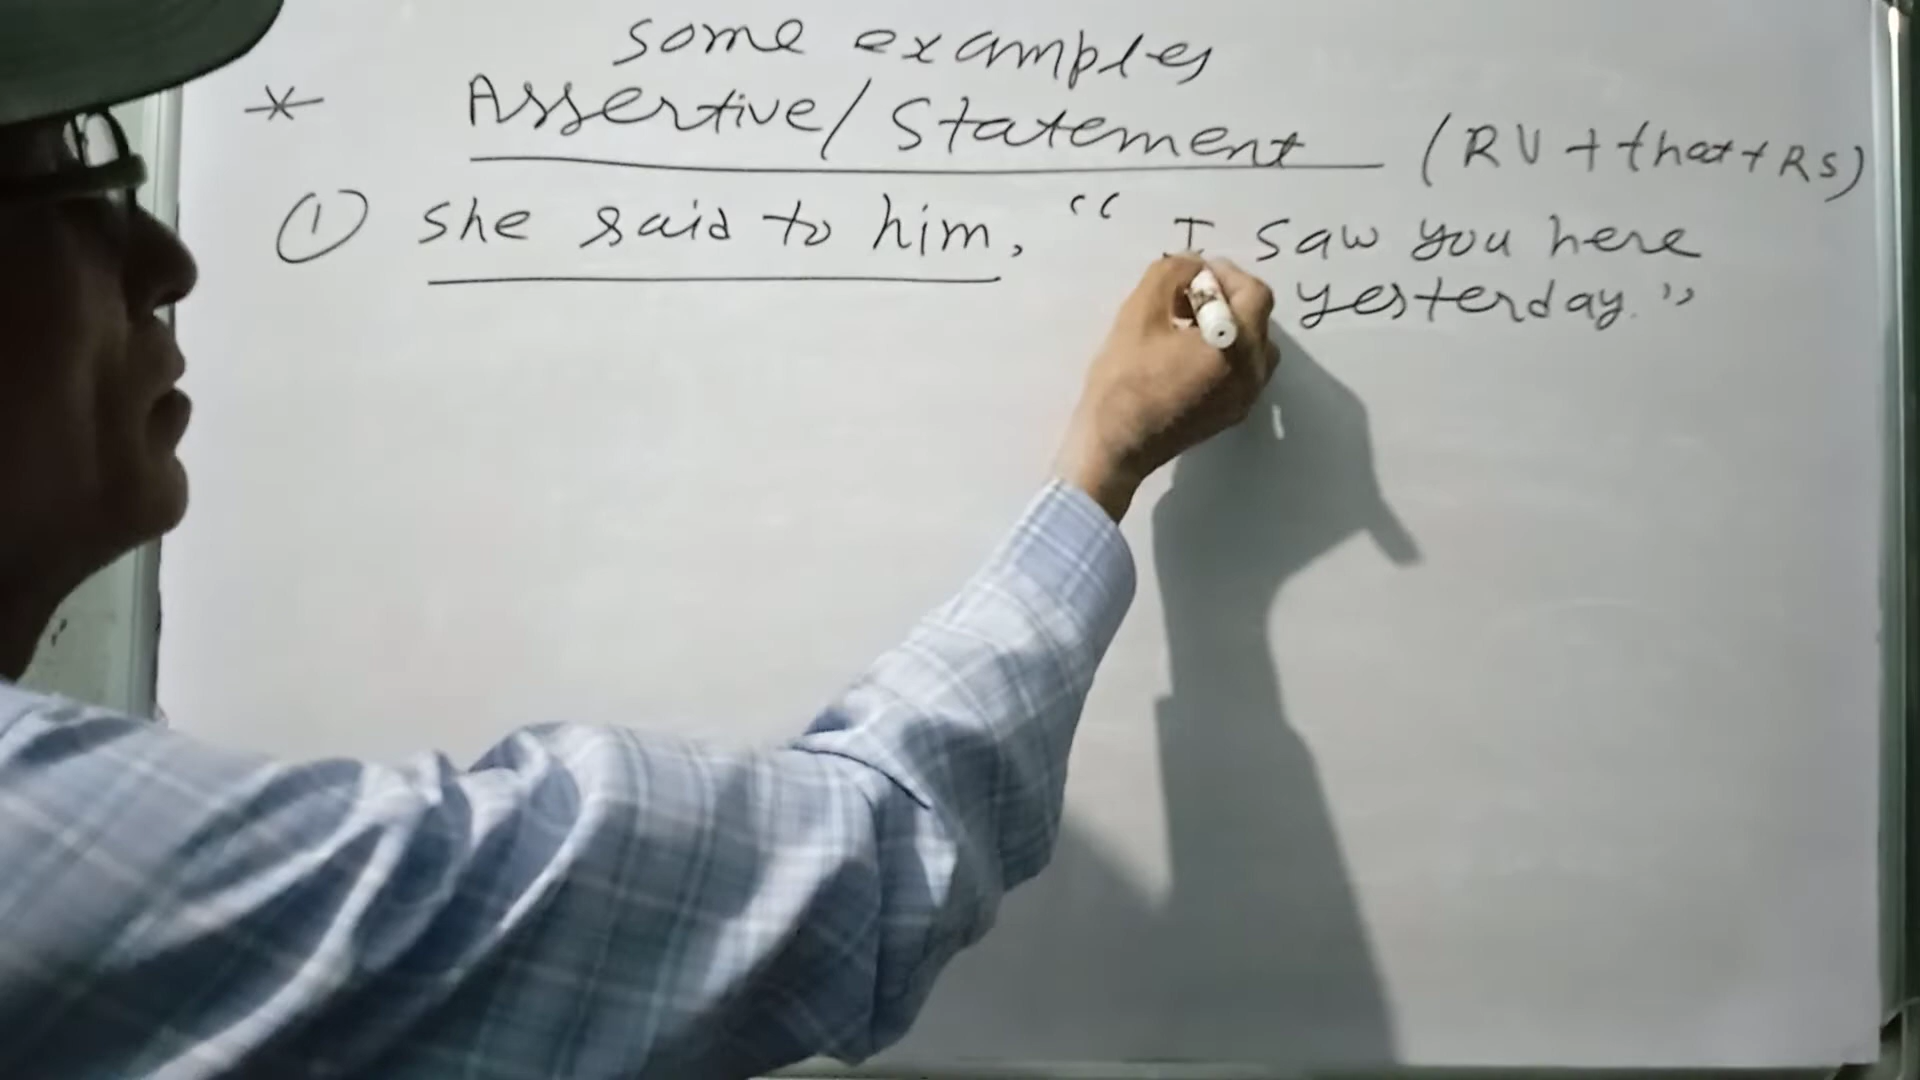 some examples
* Assertive/Statement (RV+that+RS)
① she said to him, “ I saw you here
yesterday.”